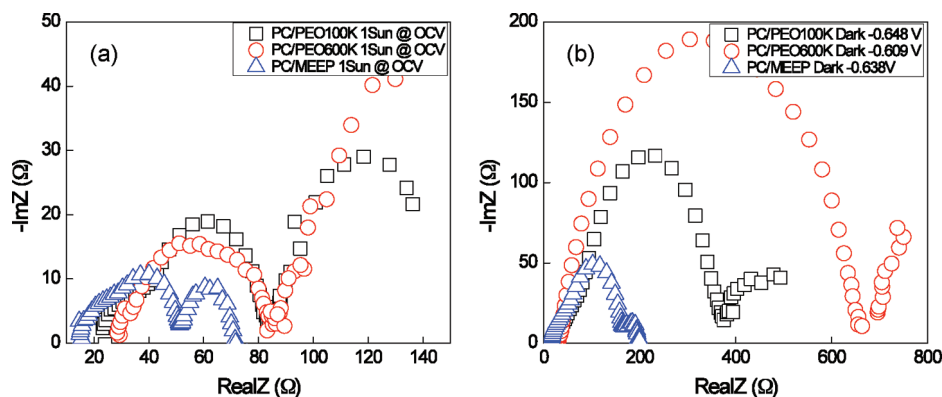 (a)
PC/PEO100K 1Sun @ OCV
PC/PEO600K 1Sun @ OCV
PC/MEEP 1Sun @ OCV
50
40
30
20
10
0
-ImZ (Ω)
20 40 60 80 100 120 140
RealZ (Ω)
(b)
PC/PEO100K Dark -0.648 V
PC/PEO600K Dark -0.609 V
PC/MEEP Dark -0.638V
200
150
100
50
0
-ImZ (Ω)
0 200 400 600 800
RealZ (Ω)